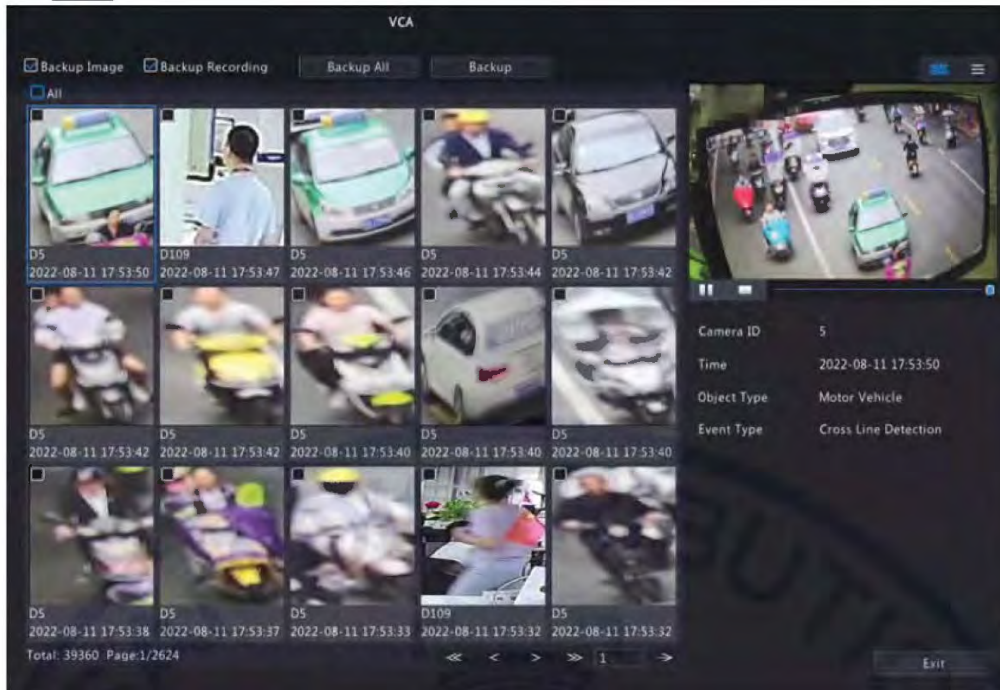 VCA
Backup Image Backup Recording Backup All Backup
All
D5 D109 D5 D5 D5
2022-08-11 17:53:50 2022-08-11 17:53:47 2022-08-11 17:53:46 2022-08-11 17:53:44 2022-08-11 17:53:42
D5 D5 D5 D5 D5
2022-08-11 17:53:42 2022-08-11 17:53:42 2022-08-11 17:53:40 2022-08-11 17:53:40 2022-08-11 17:53:40
D5 D5 D5 D109 D5
2022-08-11 17:53:38 2022-08-11 17:53:37 2022-08-11 17:53:33 2022-08-11 17:53:32 2022-08-11 17:53:32
Total: 39360 Page:1/2624 1
Camera ID 5
Time 2022-08-11 17:53:50
Object Type Motor Vehicle
Event Type Cross Line Detection
Exit